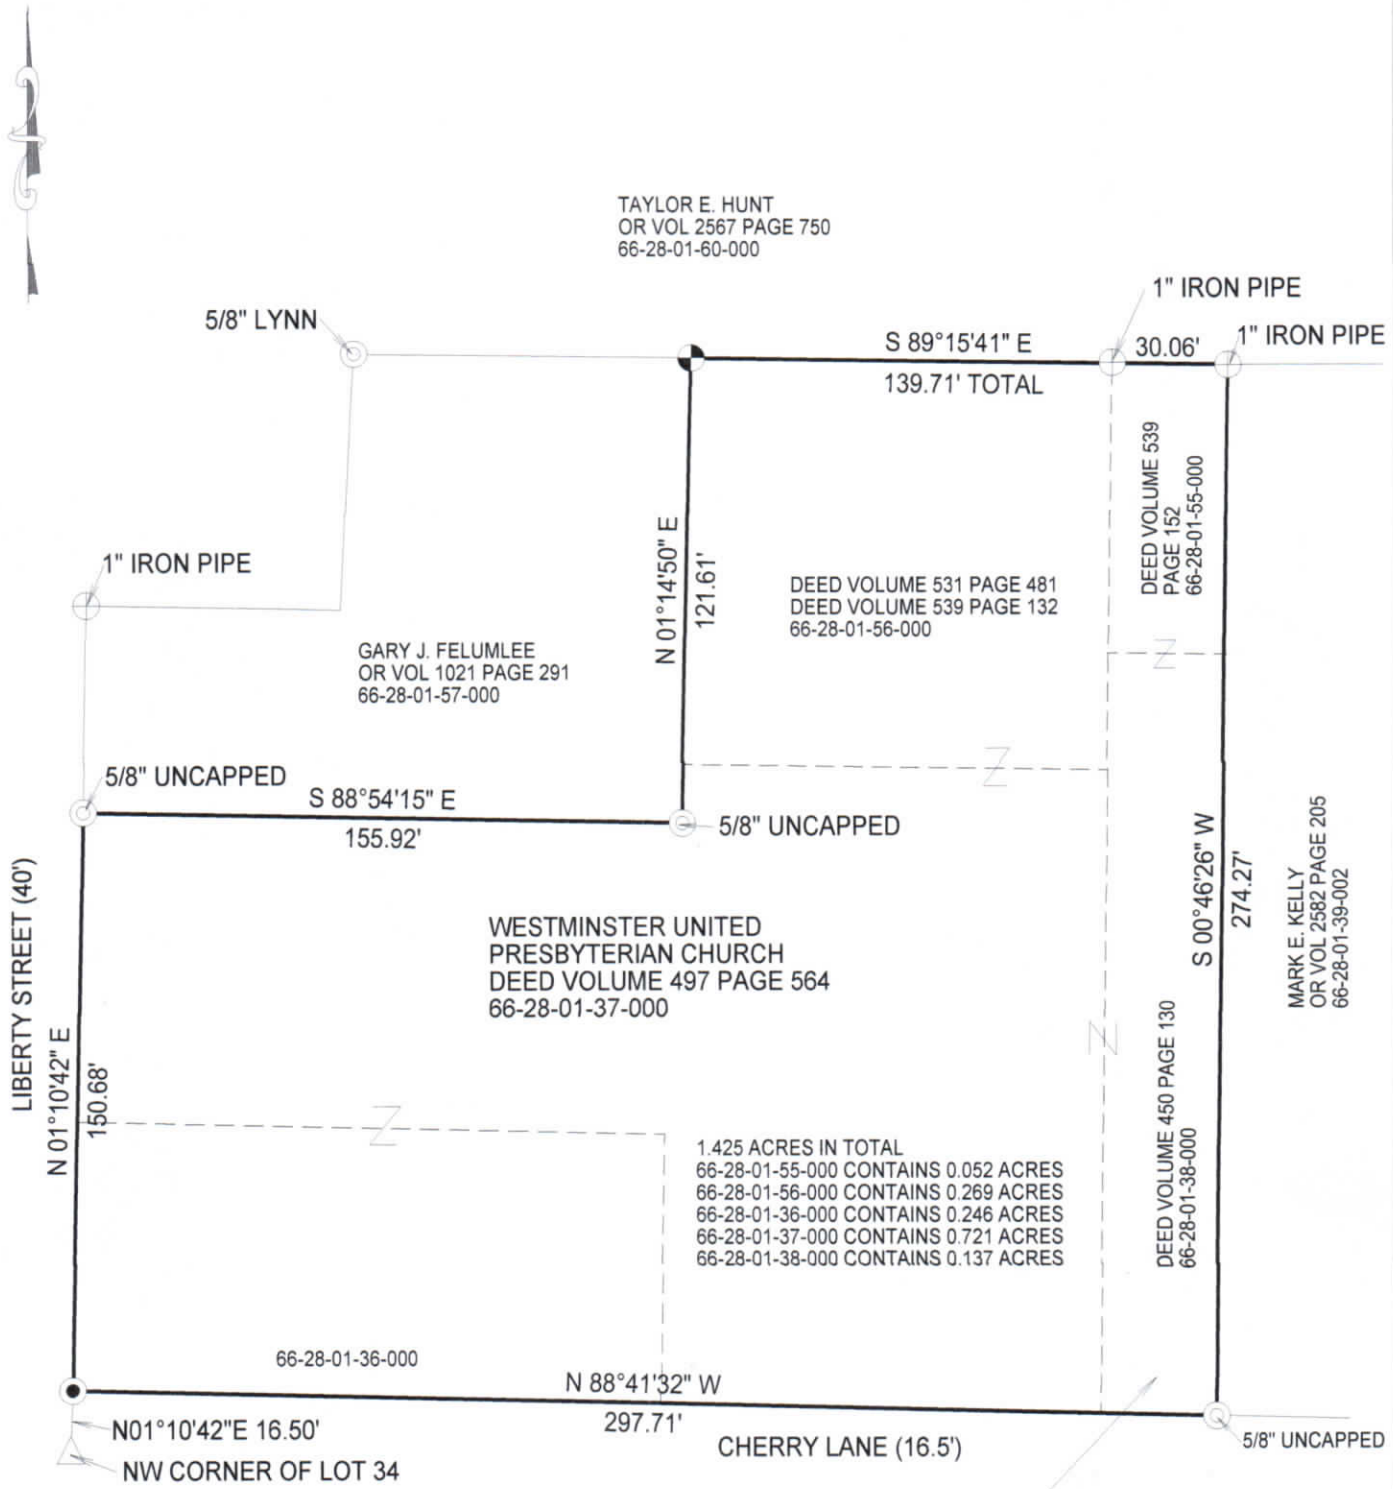 TAYLOR E. HUNT
OR VOL 2567 PAGE 750
66-28-01-60-000
1" IRON PIPE
5/8" LYNN
S 89°15'41" E
30.06'
1" IRON PIPE
139.71' TOTAL
DEED VOLUME 539
PAGE 152
66-28-01-55-000
N 01°14'50" E
121.61'
1" IRON PIPE
DEED VOLUME 531 PAGE 481
DEED VOLUME 539 PAGE 132
66-28-01-56-000
GARY J. FELUMLEE
OR VOL 1021 PAGE 291
66-28-01-57-000
Z
Z
5/8" UNCAPPED
S 88°54'15" E
155.92'
5/8" UNCAPPED
S 00°46'26" W
274.27'
MARK E. KELLY
OR VOL 2582 PAGE 205
66-28-01-39-002
LIBERTY STREET (40')
WESTMINSTER UNITED
PRESBYTERIAN CHURCH
DEED VOLUME 497 PAGE 564
66-28-01-37-000
N 01°10'42" E
150.68'
Z
Z
DEED VOLUME 450 PAGE 130
66-28-01-38-000
1.425 ACRES IN TOTAL
66-28-01-55-000 CONTAINS 0.052 ACRES
66-28-01-56-000 CONTAINS 0.269 ACRES
66-28-01-36-000 CONTAINS 0.246 ACRES
66-28-01-37-000 CONTAINS 0.721 ACRES
66-28-01-38-000 CONTAINS 0.137 ACRES
66-28-01-36-000
N 88°41'32" W
297.71'
N01°10'42"E 16.50'
CHERRY LANE (16.5')
5/8" UNCAPPED
NW CORNER OF LOT 34